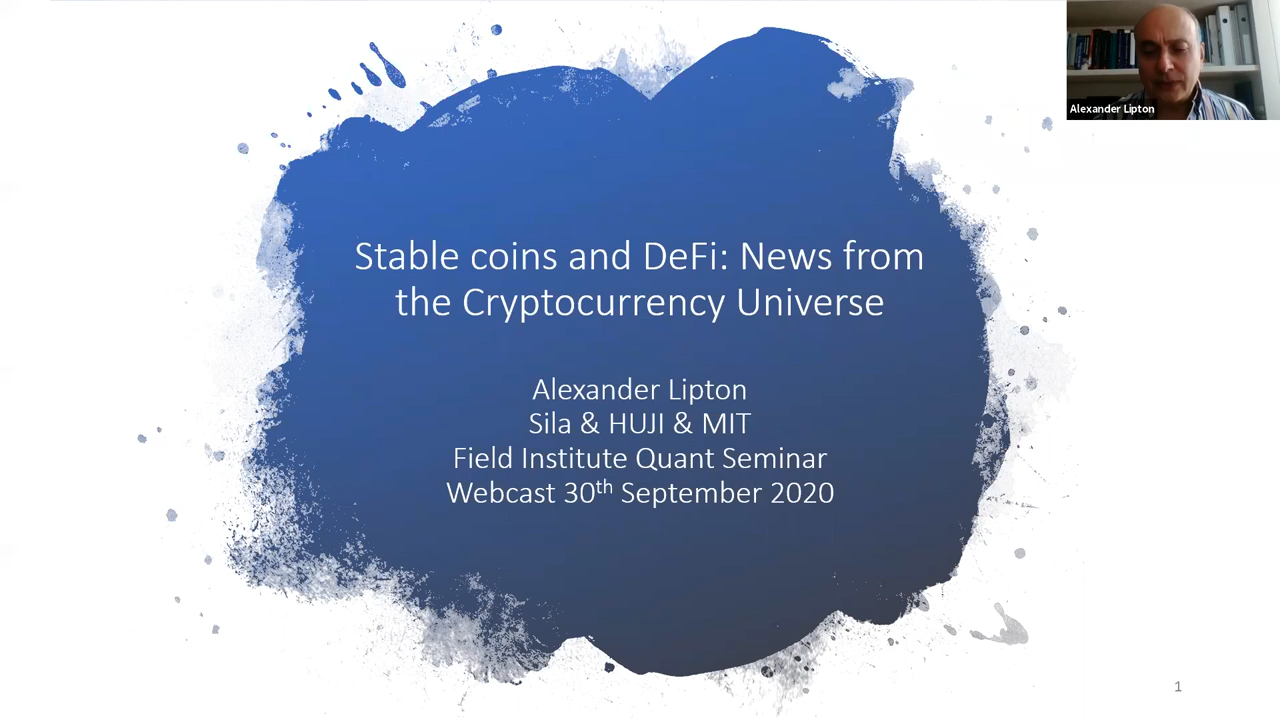 Alexander Lipton
Stable coins and DeFi: News from
the Cryptocurrency Universe
Alexander Lipton
Sila & HUJI & MIT
Field Institute Quant Seminar
Webcast 30th September 2020
1